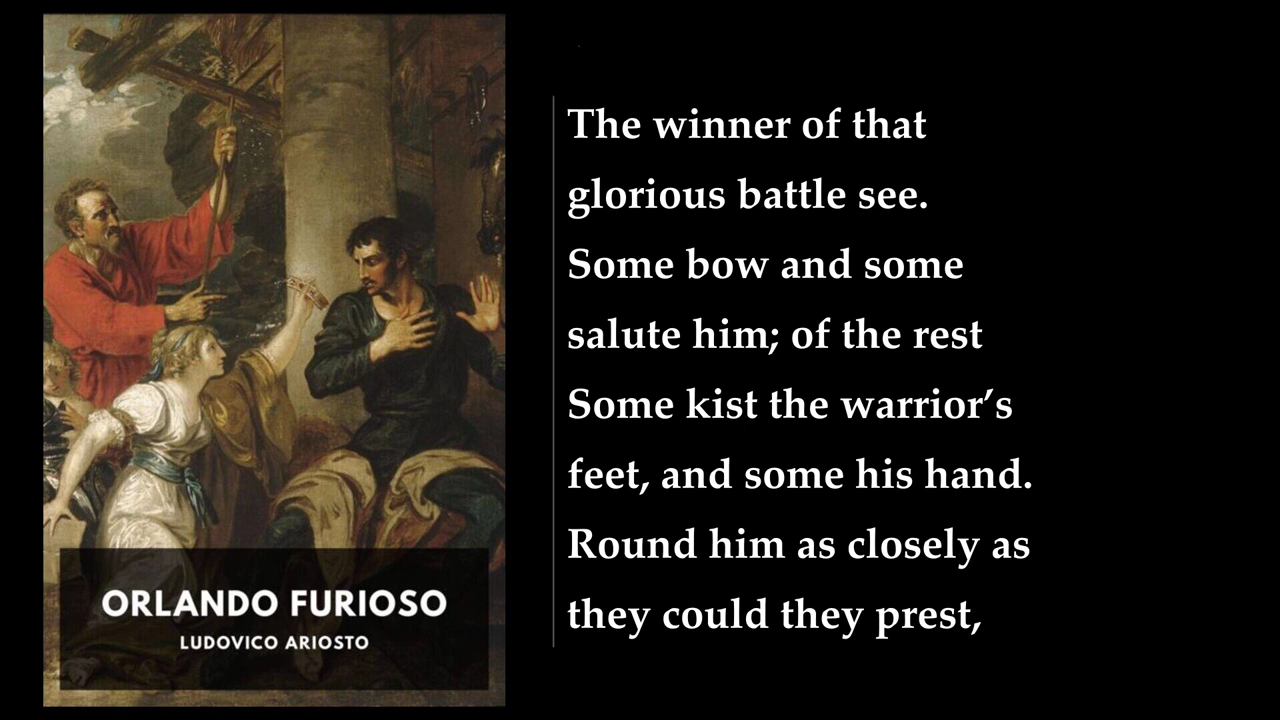 ORLANDO FURIOSO
LUDOVICO ARIOSTO
The winner of that
glorious battle see.
Some bow and some
salute him; of the rest
Some kist the warrior’s
feet, and some his hand.
Round him as closely as
they could they prest,